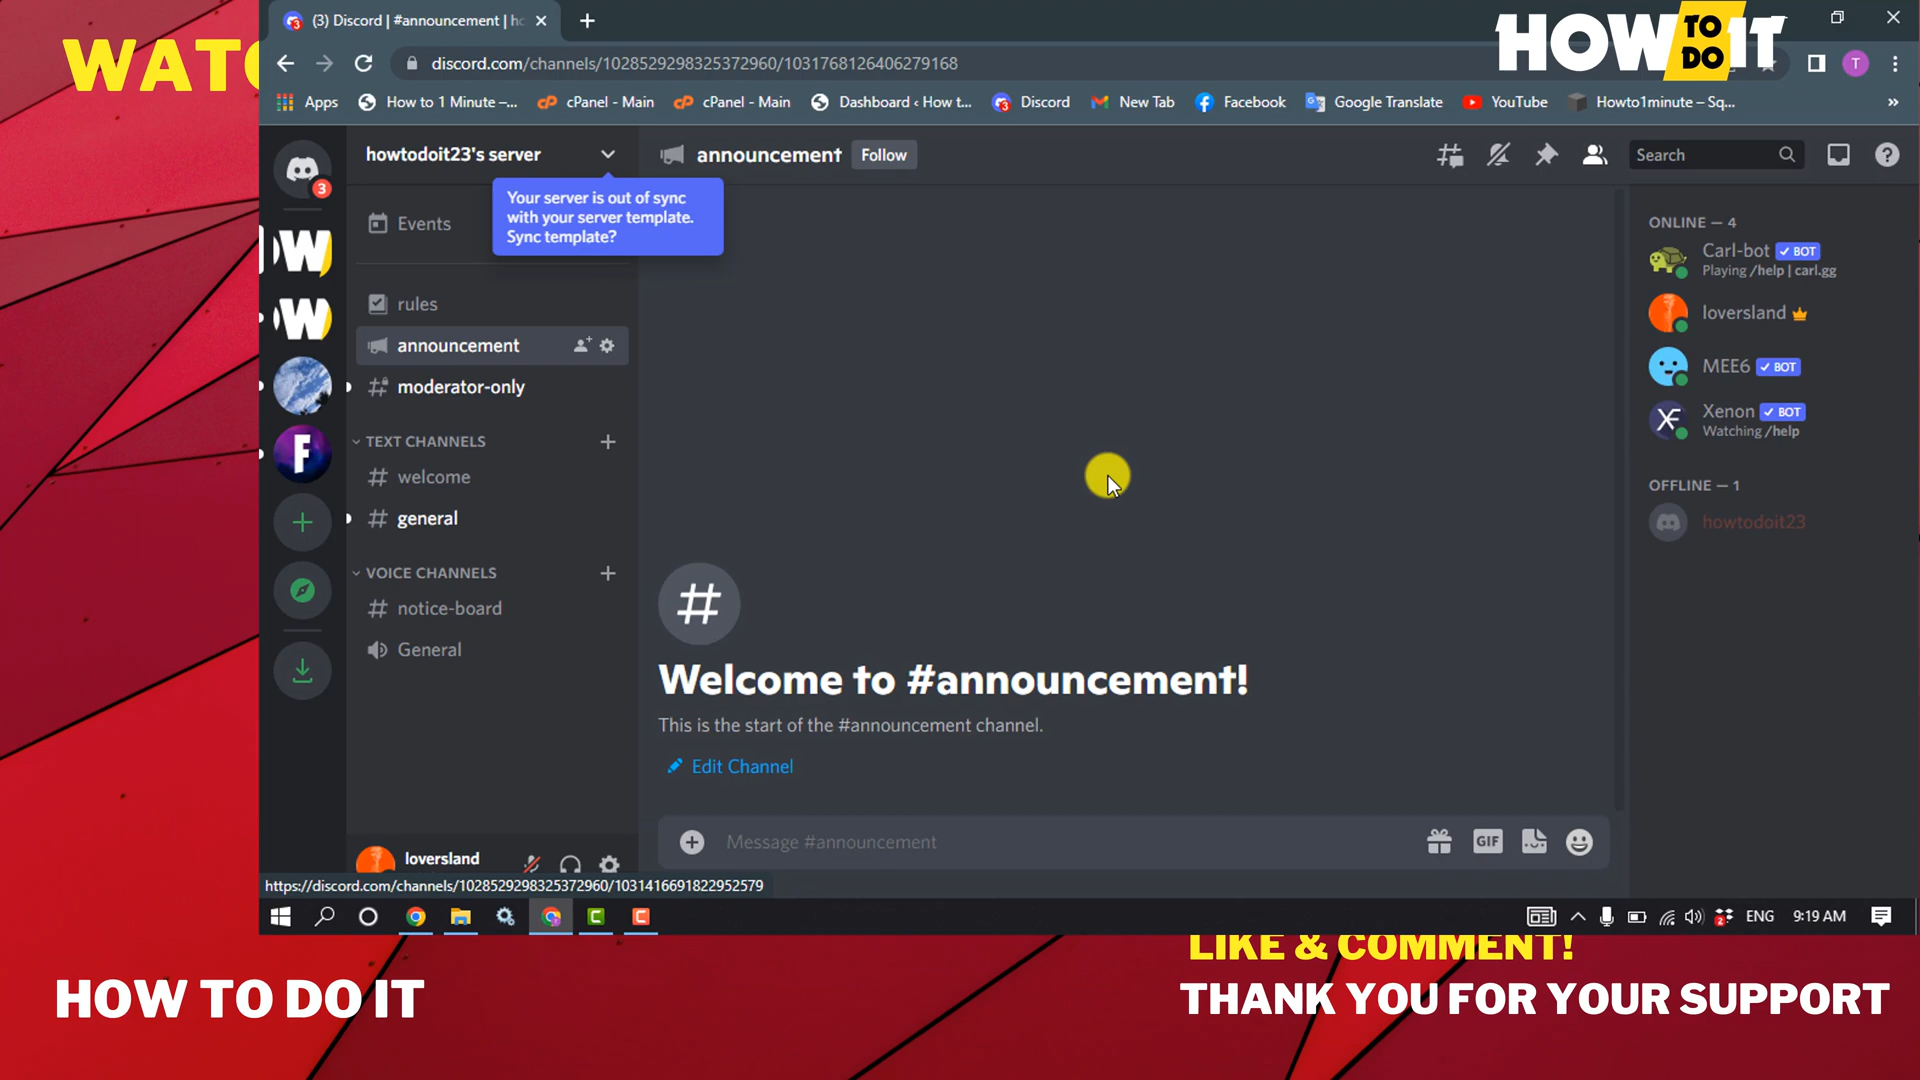 WATC
HOW TO DO IT
(3) Discord | #announcement | ho
discord.com/channels/1028529298325372960/1031768126406279168
T
Apps
How to 1 Minute –...
cPanel - Main
cPanel - Main
Dashboard ‹ How t...
Discord
New Tab
Facebook
Google Translate
YouTube
Howto1minute – Sq...
»
howtodoit23's server
announcement
Follow
Search
3
Your server is out of sync
with your server template.
Sync template?
Events
W
W
F
rules
announcement
moderator-only
TEXT CHANNELS
welcome
general
VOICE CHANNELS
notice-board
General
Welcome to #announcement!
This is the start of the #announcement channel.
Edit Channel
Message #announcement
GIF
ONLINE — 4
Carl-bot BOT
Playing /help | carl.gg
loversland
MEE6 BOT
Xenon BOT
Watching /help
OFFLINE — 1
howtodoit23
loversland
https://discord.com/channels/1028529298325372960/1031416691822952579
ENG
9:19 AM
LIKE & COMMENT!
HOW TO DO IT
THANK YOU FOR YOUR SUPPORT